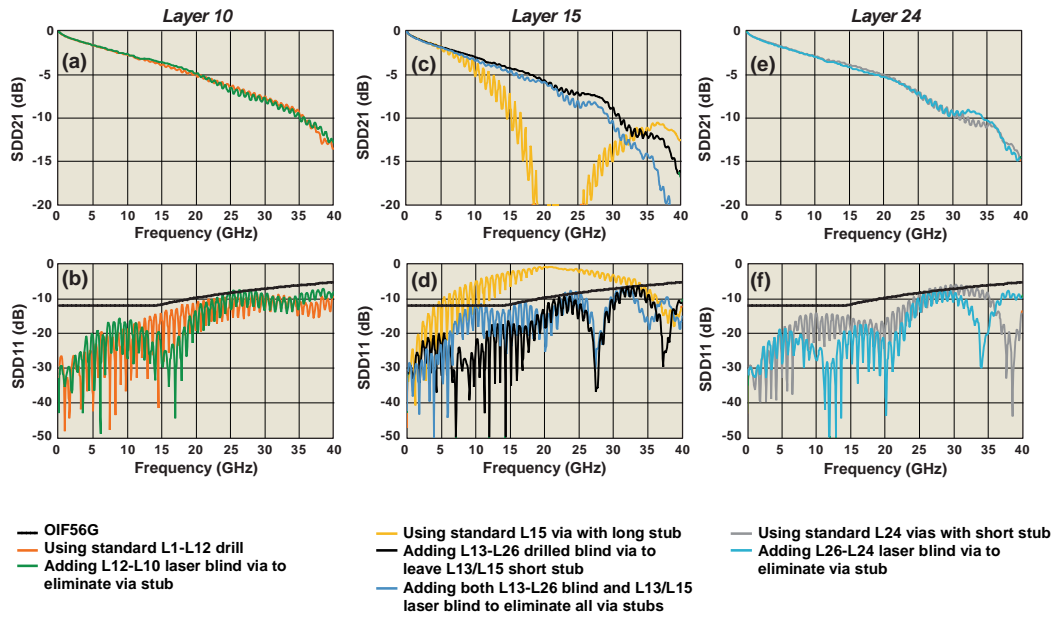 Layer 10
Layer 15
Layer 24
(a)
SDD21 (dB)
0
-5
-10
-15
-20
0 5 10 15 20 25 30 35 40
Frequency (GHz)
(c)
SDD21 (dB)
0
-5
-10
-15
-20
0 5 10 15 20 25 30 35 40
Frequency (GHz)
(e)
SDD21 (dB)
0
-5
-10
-15
-20
0 5 10 15 20 25 30 35 40
Frequency (GHz)
(b)
SDD11 (dB)
0
-10
-20
-30
-40
-50
0 5 10 15 20 25 30 35 40
Frequency (GHz)
(d)
SDD11 (dB)
0
-10
-20
-30
-40
-50
0 5 10 15 20 25 30 35 40
Frequency (GHz)
(f)
SDD11 (dB)
0
-10
-20
-30
-40
-50
0 5 10 15 20 25 30 35 40
Frequency (GHz)
OIF56G
Using standard L1-L12 drill
Adding L12-L10 laser blind via to
eliminate via stub
Using standard L15 via with long stub
Adding L13-L26 drilled blind via to
leave L13/L15 short stub
Adding both L13-L26 blind and L13/L15
laser blind to eliminate all via stubs
Using standard L24 vias with short stub
Adding L26-L24 laser blind via to
eliminate via stub